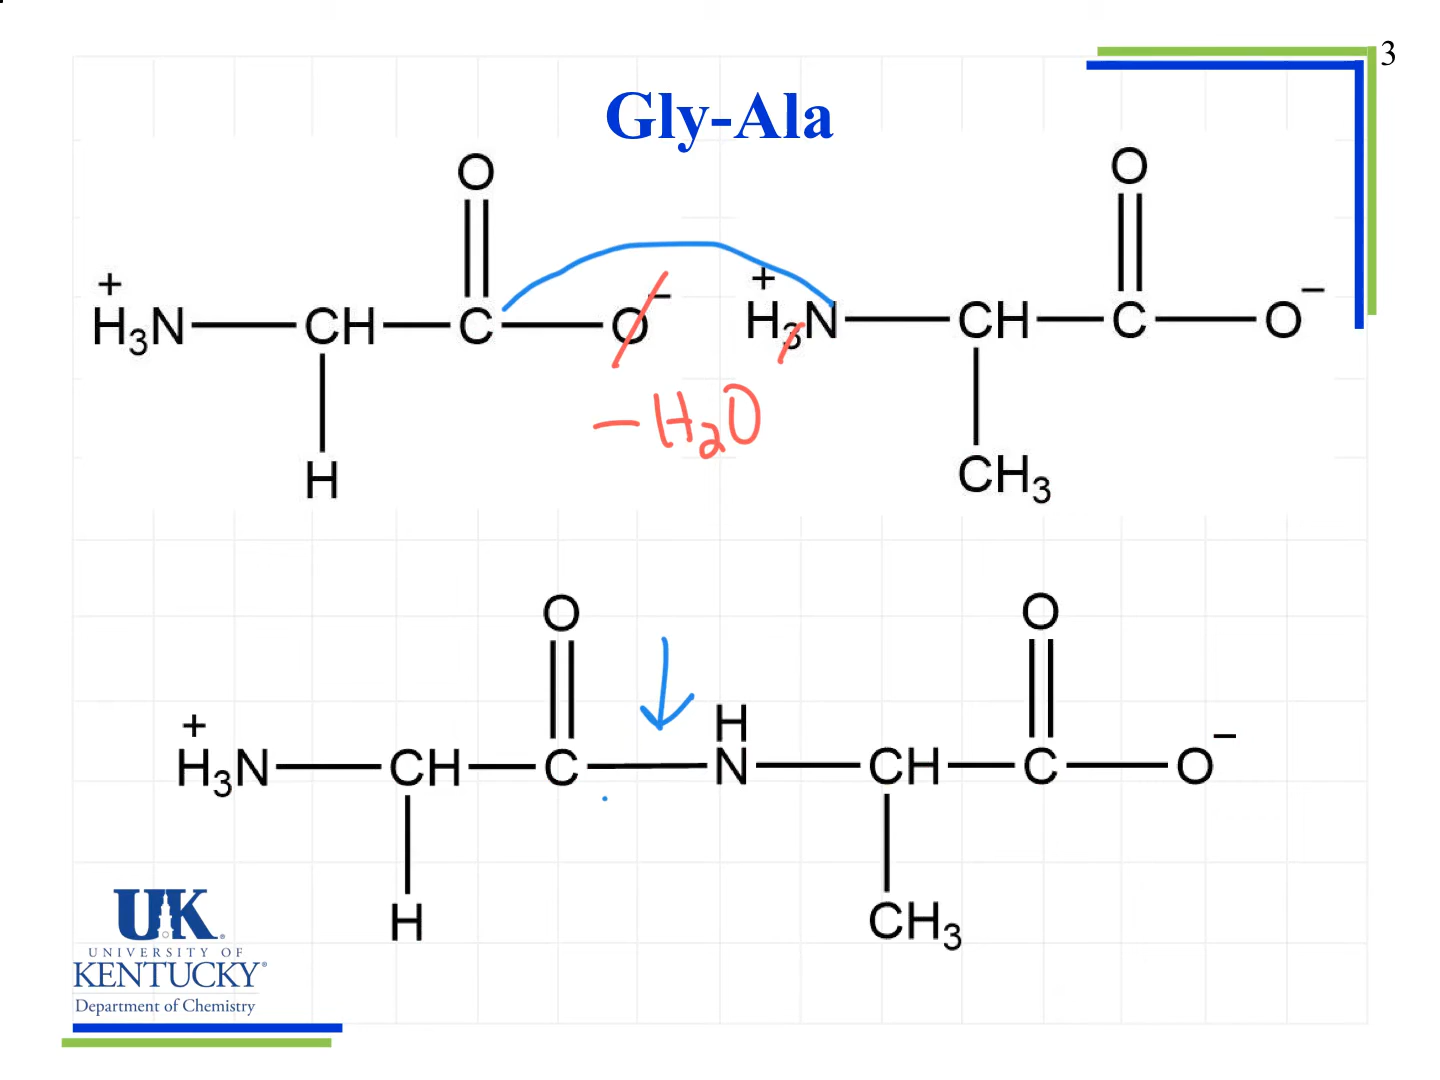 3
Gly-Ala
O
O
+
−
+
−
H₃N—CH—C—O
H₃N—CH—C—O
− H₂O
H
CH₃
O
O
H
+
−
H₃N—CH—C—N—CH—C—O
H
CH₃
UK
UNIVERSITY OF
KENTUCKY®
Department of Chemistry